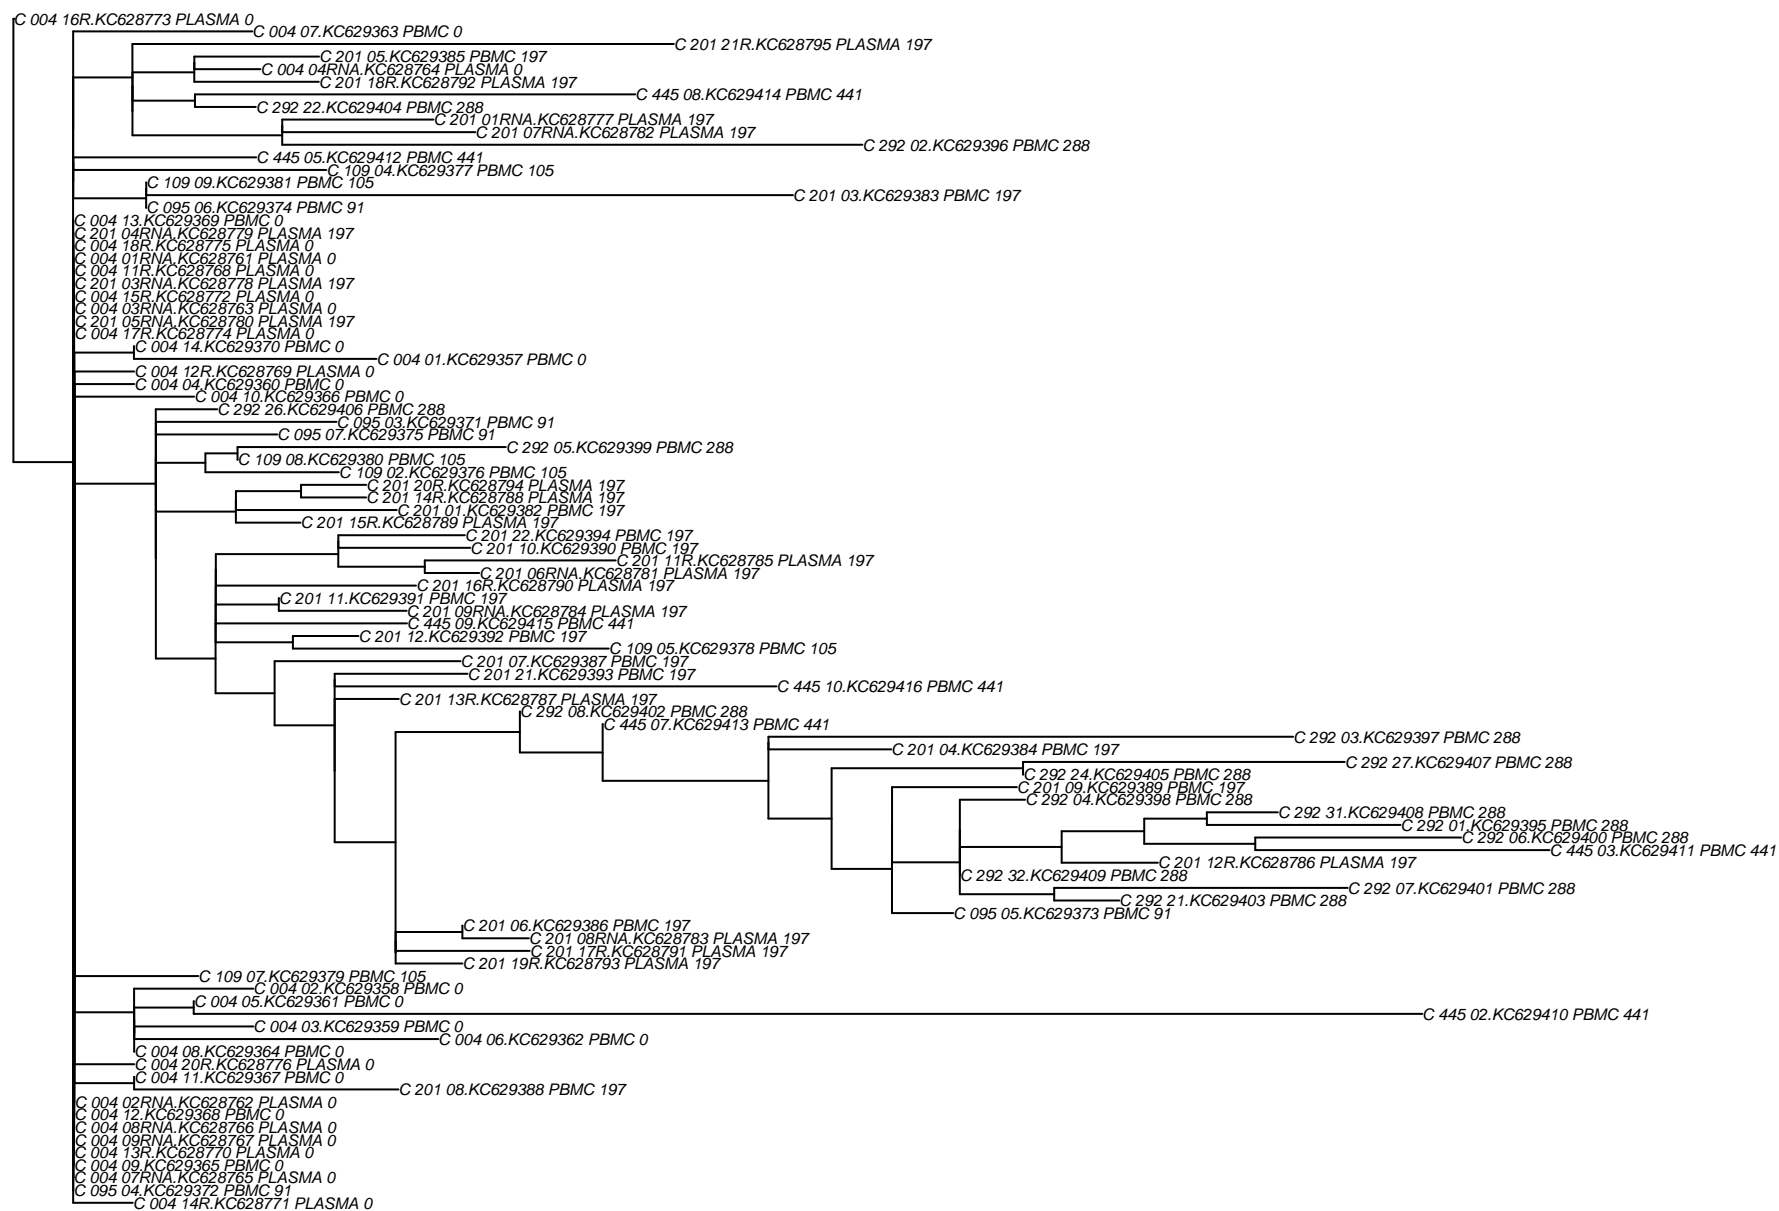 C 004 16R.KC628773 PLASMA 0
C 004 07.KC629363 PBMC 0
C 201 21R.KC628795 PLASMA 197
C 201 05.KC629385 PBMC 197
C 004 04RNA.KC628764 PLASMA 0
C 201 18R.KC628792 PLASMA 197
C 445 08.KC629414 PBMC 441
C 292 22.KC629404 PBMC 288
C 201 01RNA.KC628777 PLASMA 197
C 201 07RNA.KC628782 PLASMA 197
C 292 02.KC629396 PBMC 288
C 445 05.KC629412 PBMC 441
C 109 04.KC629377 PBMC 105
C 109 09.KC629381 PBMC 105
C 201 03.KC629383 PBMC 197
C 095 06.KC629374 PBMC 91
C 004 13.KC629369 PBMC 0
C 201 04RNA.KC628779 PLASMA 197
C 004 18R.KC628775 PLASMA 0
C 004 01RNA.KC628761 PLASMA 0
C 004 11R.KC628768 PLASMA 0
C 201 03RNA.KC628778 PLASMA 197
C 004 15R.KC628772 PLASMA 0
C 004 03RNA.KC628763 PLASMA 0
C 201 05RNA.KC628780 PLASMA 197
C 004 17R.KC628774 PLASMA 0
C 004 14.KC629370 PBMC 0
C 004 01.KC629357 PBMC 0
C 004 12R.KC628769 PLASMA 0
C 004 04.KC629360 PBMC 0
C 004 10.KC629366 PBMC 0
C 292 26.KC629406 PBMC 288
C 095 03.KC629371 PBMC 91
C 095 07.KC629375 PBMC 91
C 292 05.KC629399 PBMC 288
C 109 08.KC629380 PBMC 105
C 109 02.KC629376 PBMC 105
C 201 20R.KC628794 PLASMA 197
C 201 14R.KC628788 PLASMA 197
C 201 01.KC629382 PBMC 197
C 201 15R.KC628789 PLASMA 197
C 201 22.KC629394 PBMC 197
C 201 10.KC629390 PBMC 197
C 201 11R.KC628785 PLASMA 197
C 201 06RNA.KC628781 PLASMA 197
C 201 16R.KC628790 PLASMA 197
C 201 11.KC629391 PBMC 197
C 201 09RNA.KC628784 PLASMA 197
C 445 09.KC629415 PBMC 441
C 201 12.KC629392 PBMC 197
C 109 05.KC629378 PBMC 105
C 201 07.KC629387 PBMC 197
C 201 21.KC629393 PBMC 197
C 445 10.KC629416 PBMC 441
C 201 13R.KC628787 PLASMA 197
C 292 08.KC629402 PBMC 288
C 445 07.KC629413 PBMC 441
C 292 03.KC629397 PBMC 288
C 201 04.KC629384 PBMC 197
C 292 27.KC629407 PBMC 288
C 292 24.KC629405 PBMC 288
C 201 09.KC629389 PBMC 197
C 292 04.KC629398 PBMC 288
C 292 31.KC629408 PBMC 288
C 292 01.KC629395 PBMC 288
C 292 06.KC629400 PBMC 288
C 445 03.KC629411 PBMC 441
C 201 12R.KC628786 PLASMA 197
C 292 32.KC629409 PBMC 288
C 292 07.KC629401 PBMC 288
C 292 21.KC629403 PBMC 288
C 095 05.KC629373 PBMC 91
C 201 06.KC629386 PBMC 197
C 201 08RNA.KC628783 PLASMA 197
C 201 17R.KC628791 PLASMA 197
C 201 19R.KC628793 PLASMA 197
C 109 07.KC629379 PBMC 105
C 004 02.KC629358 PBMC 0
C 004 05.KC629361 PBMC 0
C 445 02.KC629410 PBMC 441
C 004 03.KC629359 PBMC 0
C 004 06.KC629362 PBMC 0
C 004 08.KC629364 PBMC 0
C 004 20R.KC628776 PLASMA 0
C 004 11.KC629367 PBMC 0
C 201 08.KC629388 PBMC 197
C 004 02RNA.KC628762 PLASMA 0
C 004 12.KC629368 PBMC 0
C 004 08RNA.KC628766 PLASMA 0
C 004 09RNA.KC628767 PLASMA 0
C 004 13R.KC628770 PLASMA 0
C 004 09.KC629365 PBMC 0
C 004 07RNA.KC628765 PLASMA 0
C 095 04.KC629372 PBMC 91
C 004 14R.KC628771 PLASMA 0